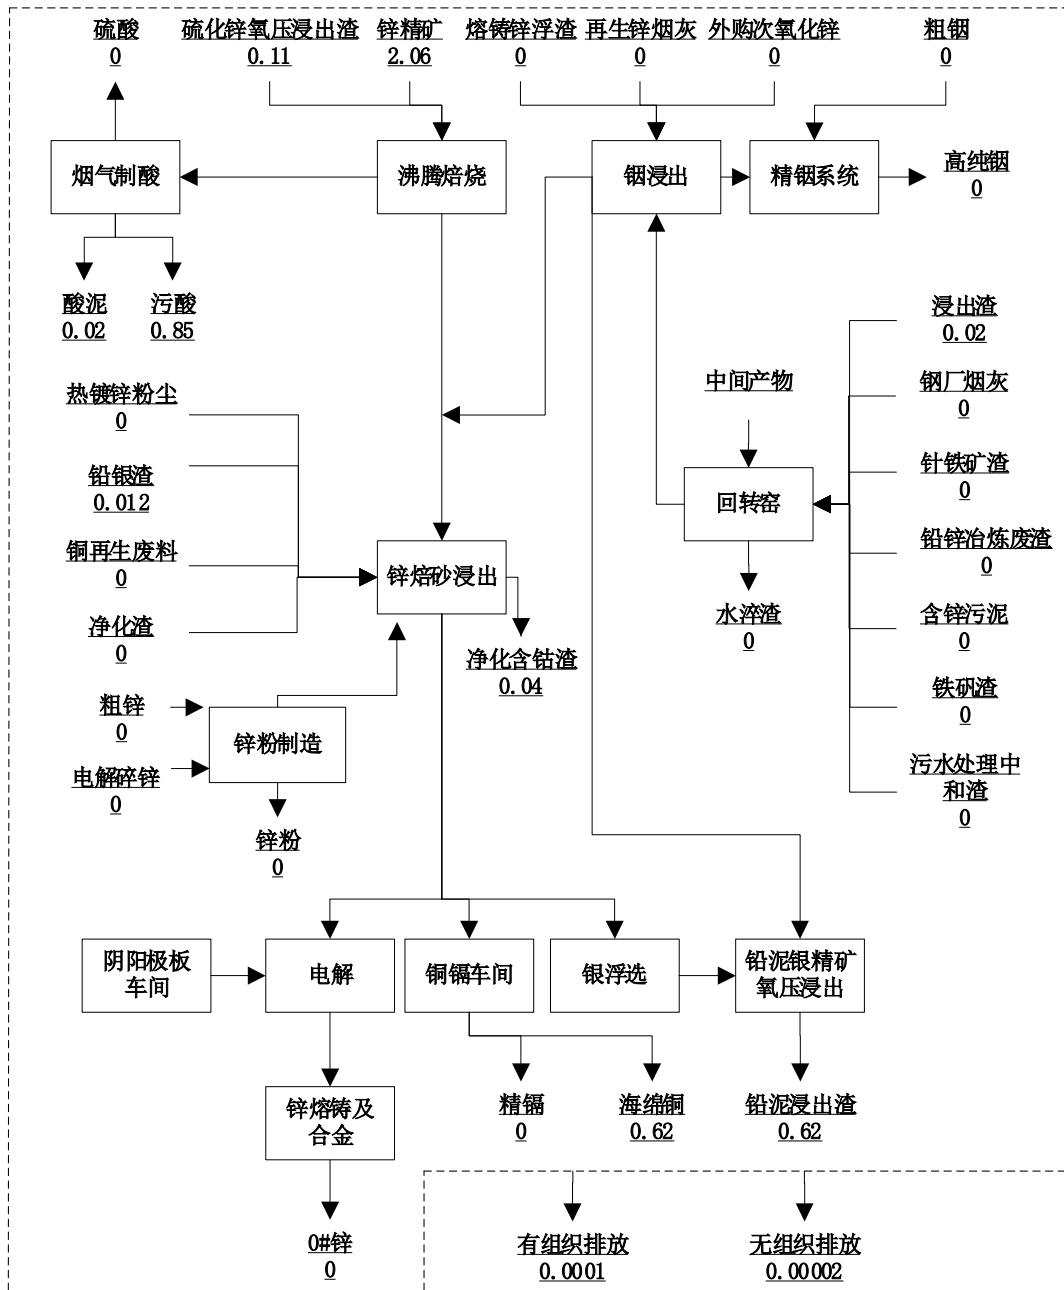 硫酸
0
硫化锌氧压浸出渣
0.11
锌精矿
2.06
熔铸锌浮渣
0
再生锌烟灰
0
外购次氧化锌
0
粗铟
0
烟气制酸
沸腾焙烧
铟浸出
精铟系统
高纯铟
0
酸泥
0.02
污酸
0.85
浸出渣
0.02
热镀锌粉尘
0
中间产物
钢厂烟灰
0
铅银渣
0.012
回转窑
针铁矿渣
0
铜再生废料
0
锌焙砂浸出
铅锌冶炼废渣
0
净化渣
0
净化含钴渣
0.04
水淬渣
0
含锌污泥
0
粗锌
0
锌粉制造
铁矾渣
0
电解碎锌
0
污水处理中
和渣
0
锌粉
0
阴阳极板
车间
电解
铜镉车间
银浮选
铅泥银精矿
氧压浸出
锌熔铸及
合金
精镉
0
海绵铜
0.62
铅泥浸出渣
0.62
0#锌
0
有组织排放
0.0001
无组织排放
0.00002